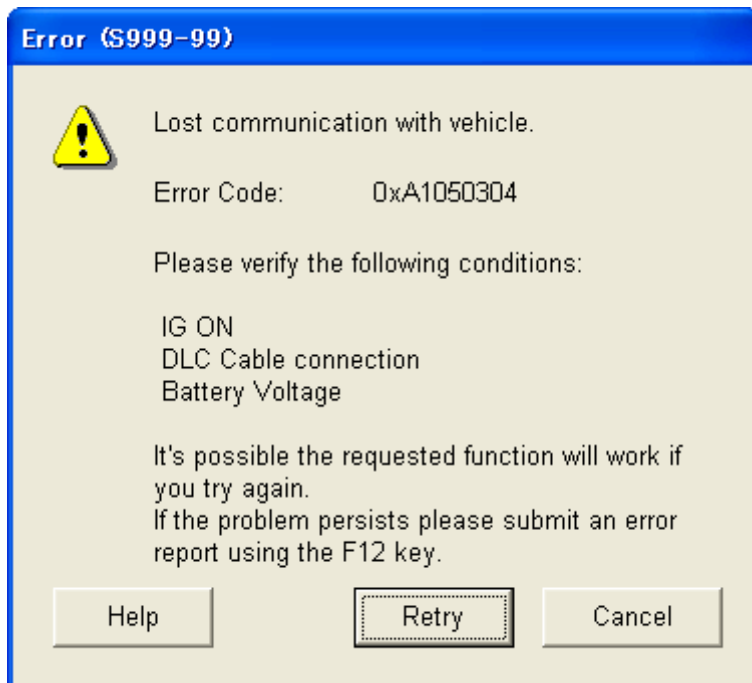 Error (S999-99)
Lost communication with vehicle.
Error Code: 0xA1050304
Please verify the following conditions:
IG ON
DLC Cable connection
Battery Voltage
It's possible the requested function will work if
you try again.
If the problem persists please submit an error
report using the F12 key.
Help Retry Cancel